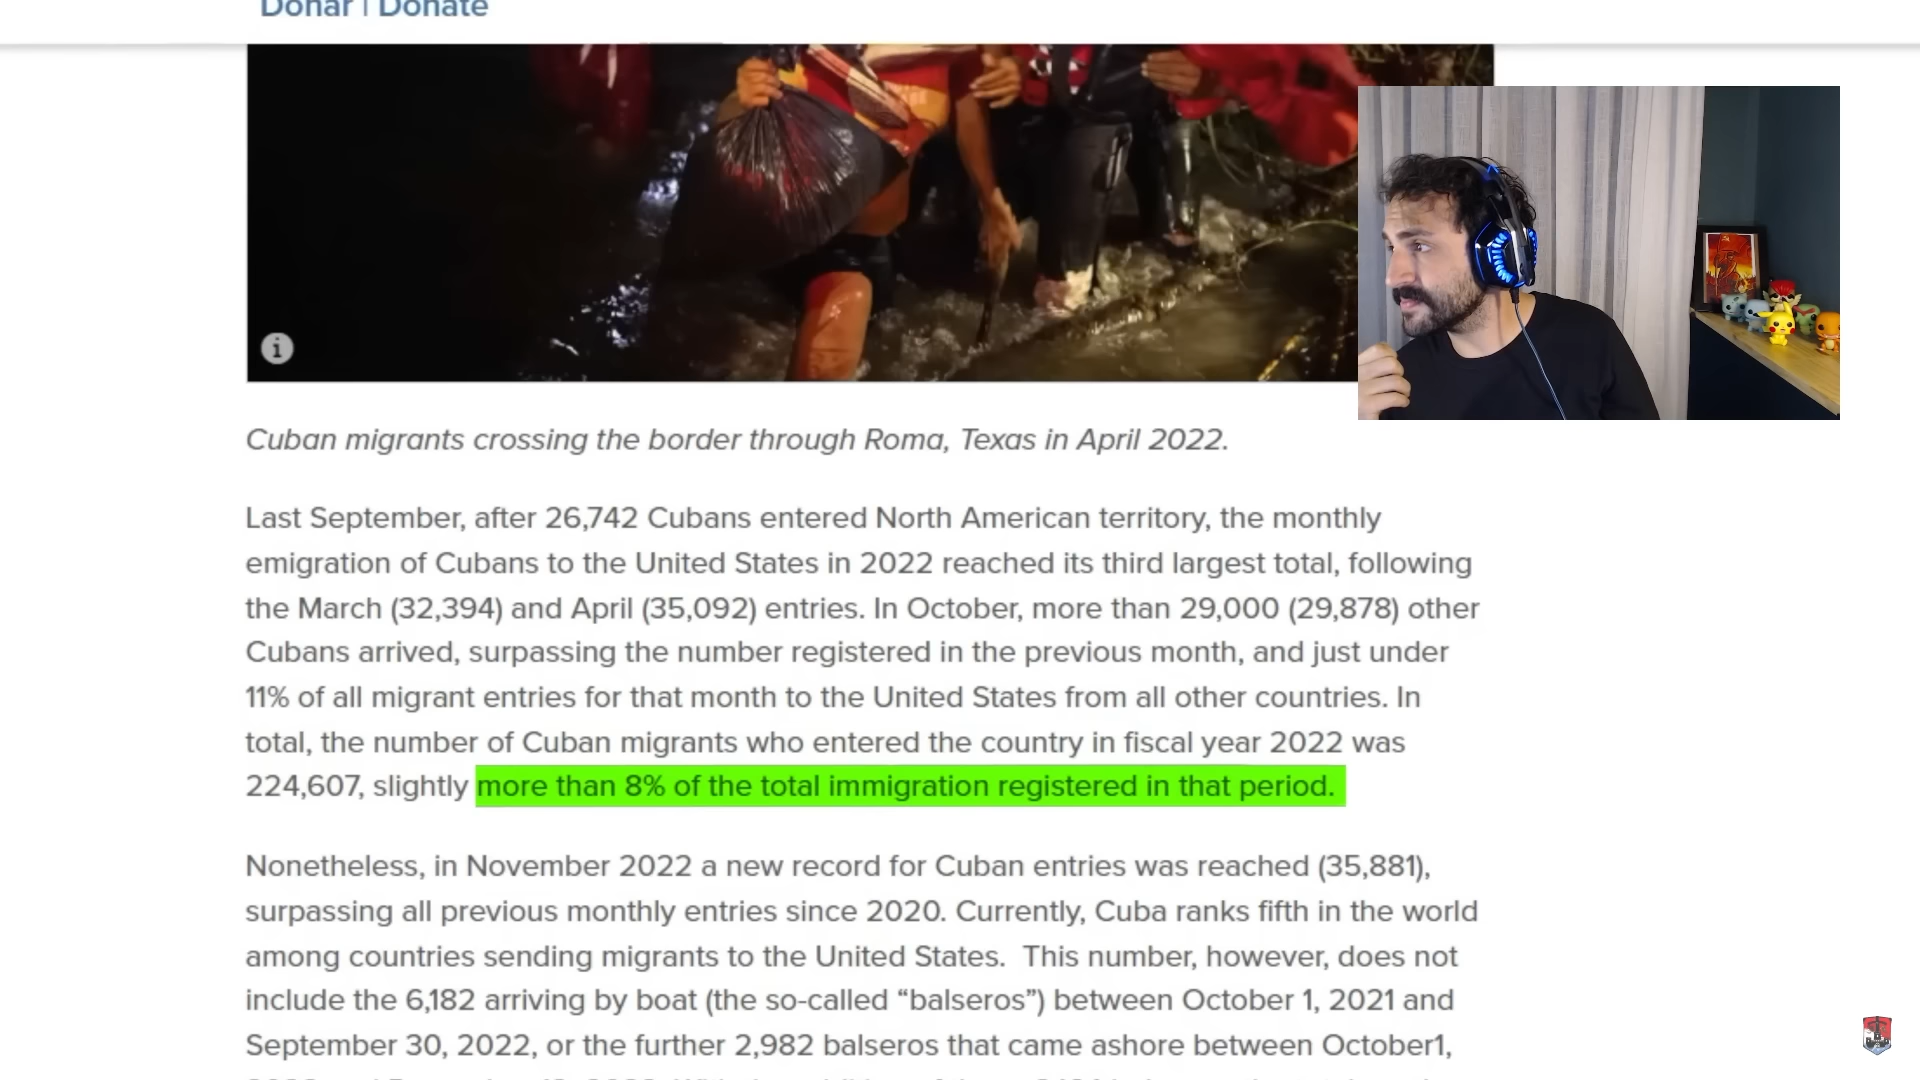 Donar | Donate
Cuban migrants crossing the border through Roma, Texas in April 2022.
Last September, after 26,742 Cubans entered North American territory, the monthly
emigration of Cubans to the United States in 2022 reached its third largest total, following
the March (32,394) and April (35,092) entries. In October, more than 29,000 (29,878) other
Cubans arrived, surpassing the number registered in the previous month, and just under
11% of all migrant entries for that month to the United States from all other countries. In
total, the number of Cuban migrants who entered the country in fiscal year 2022 was
224,607, slightly more than 8% of the total immigration registered in that period.
Nonetheless, in November 2022 a new record for Cuban entries was reached (35,881),
surpassing all previous monthly entries since 2020. Currently, Cuba ranks fifth in the world
among countries sending migrants to the United States.  This number, however, does not
include the 6,182 arriving by boat (the so-called “balseros”) between October 1, 2021 and
September 30, 2022, or the further 2,982 balseros that came ashore between October1,